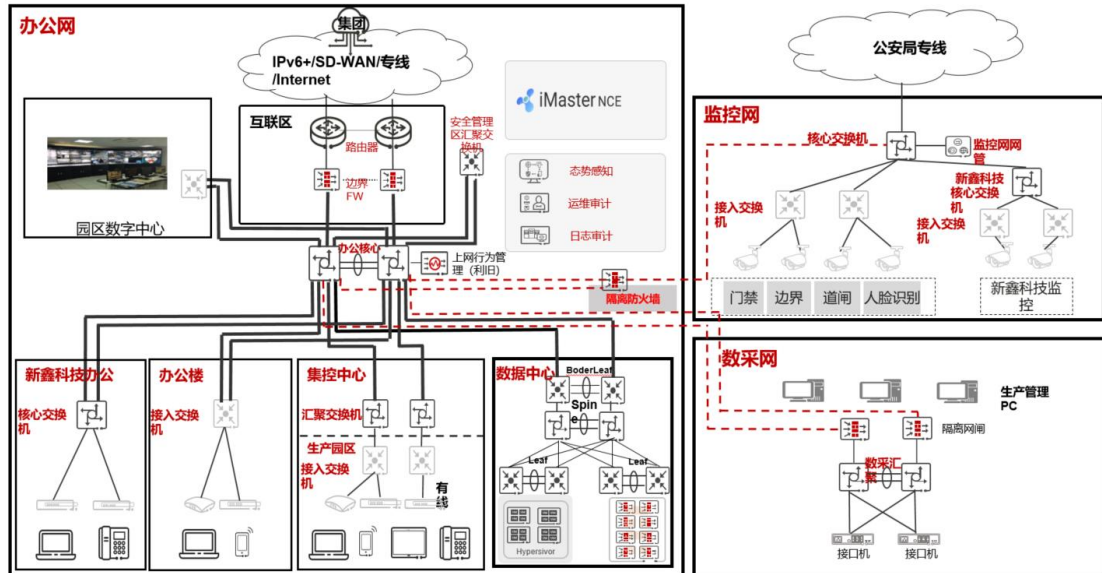 办公网
集团
IPv6+/SD-WAN/专线
/Internet
互联区
路由器
边界
FW
安全管理
区汇聚交
换机
iMaster NCE
态势感知
运维审计
日志审计
园区数字中心
办公核心
上网行为管
理（利旧）
隔离防火墙
公安局专线
监控网
核心交换机
监控网网
管
新鑫科技
核心交换
机
接入交换
机
接入交换
机
门禁
边界
道闸
人脸识别
新鑫科技监
控
新鑫科技办公
核心交换
机
办公楼
接入交换
机
集控中心
汇聚交换机
生产园区
接入交换
机
有
线
数据中心
BoderLeaf
Spin
e
Leaf
Leaf
Hypersivor
数采网
生产管理
PC
隔离网闸
数采汇
聚
接口机
接口机